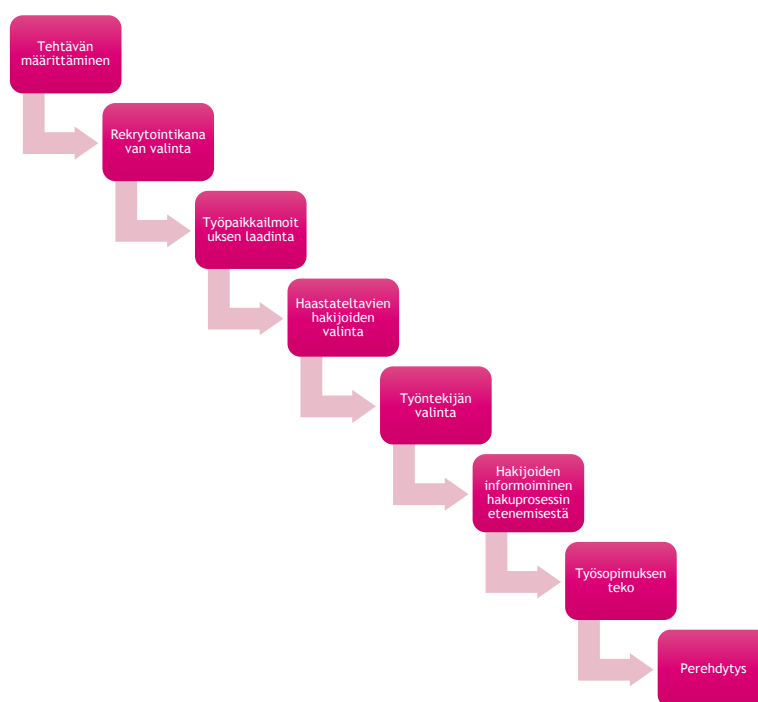 Tehtävän
määrittäminen
Rekrytointikana
van valinta
Työpaikkailmoit
uksen laadinta
Haastateltavien
hakijoiden
valinta
Työntekijän
valinta
Hakijoiden
informoiminen
hakuprosessin
etenemisestä
Työsopimuksen
teko
Perehdytys